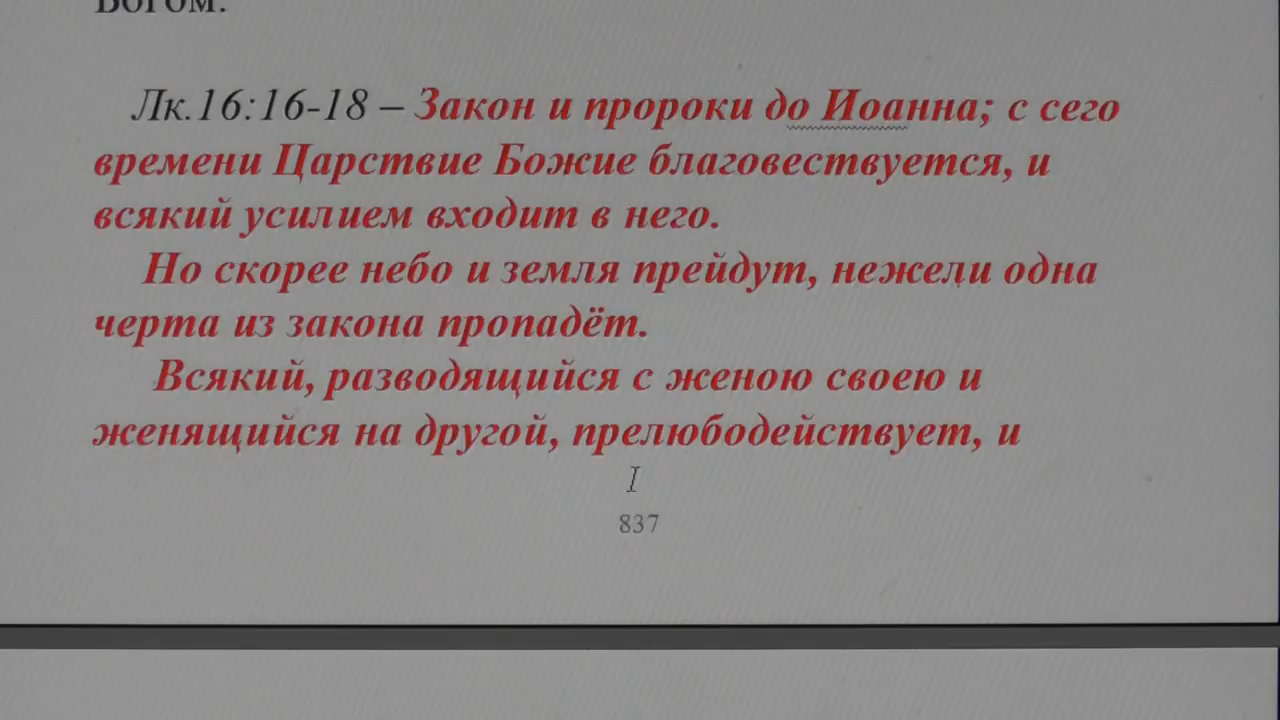 Богом.
Лк.16:16-18 – Закон и пророки до Иоанна; с сего
времени Царствие Божие благовествуется, и
всякий усилием входит в него.
Но скорее небо и земля прейдут, нежели одна
черта из закона пропадёт.
Всякий, разводящийся с женою своею и
женящийся на другой, прелюбодействует, и
837